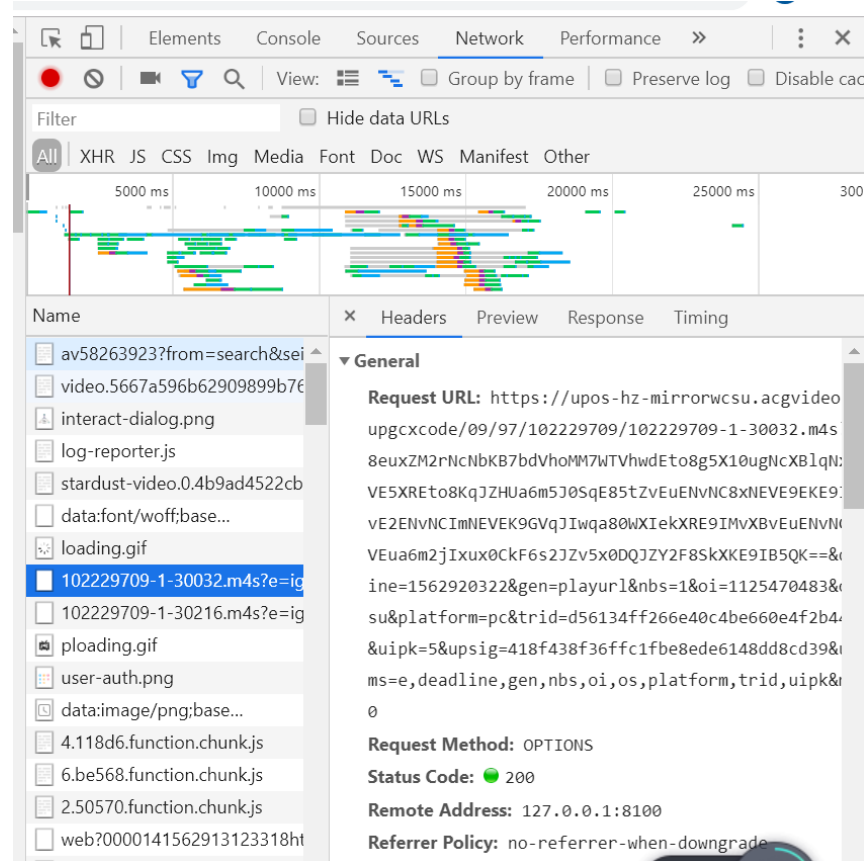 Elements Console Sources Network Performance
View: Group by frame Preserve log Disable cac
Filter Hide data URLs
All XHR JS CSS Img Media Font Doc WS Manifest Other
5000 ms 10000 ms 15000 ms 20000 ms 25000 ms 300
Name
× Headers Preview Response Timing
av58263923?from=search&sei
video.5667a596b62909899b76
interact-dialog.png
log-reporter.js
stardust-video.0.4b9ad4522cb
data:font/woff;base...
loading.gif
102229709-1-30032.m4s?e=ig
102229709-1-30216.m4s?e=ig
ploading.gif
user-auth.png
data:image/png;base...
4.118d6.function.chunk.js
6.be568.function.chunk.js
2.50570.function.chunk.js
web?0000141562913123318ht
General
Request URL: https://upos-hz-mirrorwcsu.acgvideo
upgcxcode/09/97/102229709/102229709-1-30032.m4s
8euxZM2rNcNbKB7bdVhoMM7WTVhwdEto8g5X10ugNcXBlqNx
VE5XREto8KqJZHUa6m5J0SqE85tZvEuENvNC8xNEVE9EKE9I
vE2ENvNCImNEVEK9GVqJIwqa80WXIekXRE9IMvXBvEuENvNC
VEua6m2jIxux0CkF6s2JZv5x0DQJZY2F8SkXKE9IB5QK==&d
ine=1562920322&gen=playurl&nbs=1&oi=1125470483&o
su&platform=pc&trid=d56134ff266e40c4be660e4f2b44
&uipk=5&upsig=418f438f36ffc1fbe8ede6148dd8cd39&u
ms=e,deadline,gen,nbs,oi,os,platform,trid,uipk&m
0
Request Method: OPTIONS
Status Code: 200
Remote Address: 127.0.0.1:8100
Referrer Policy: no-referrer-when-downgrade